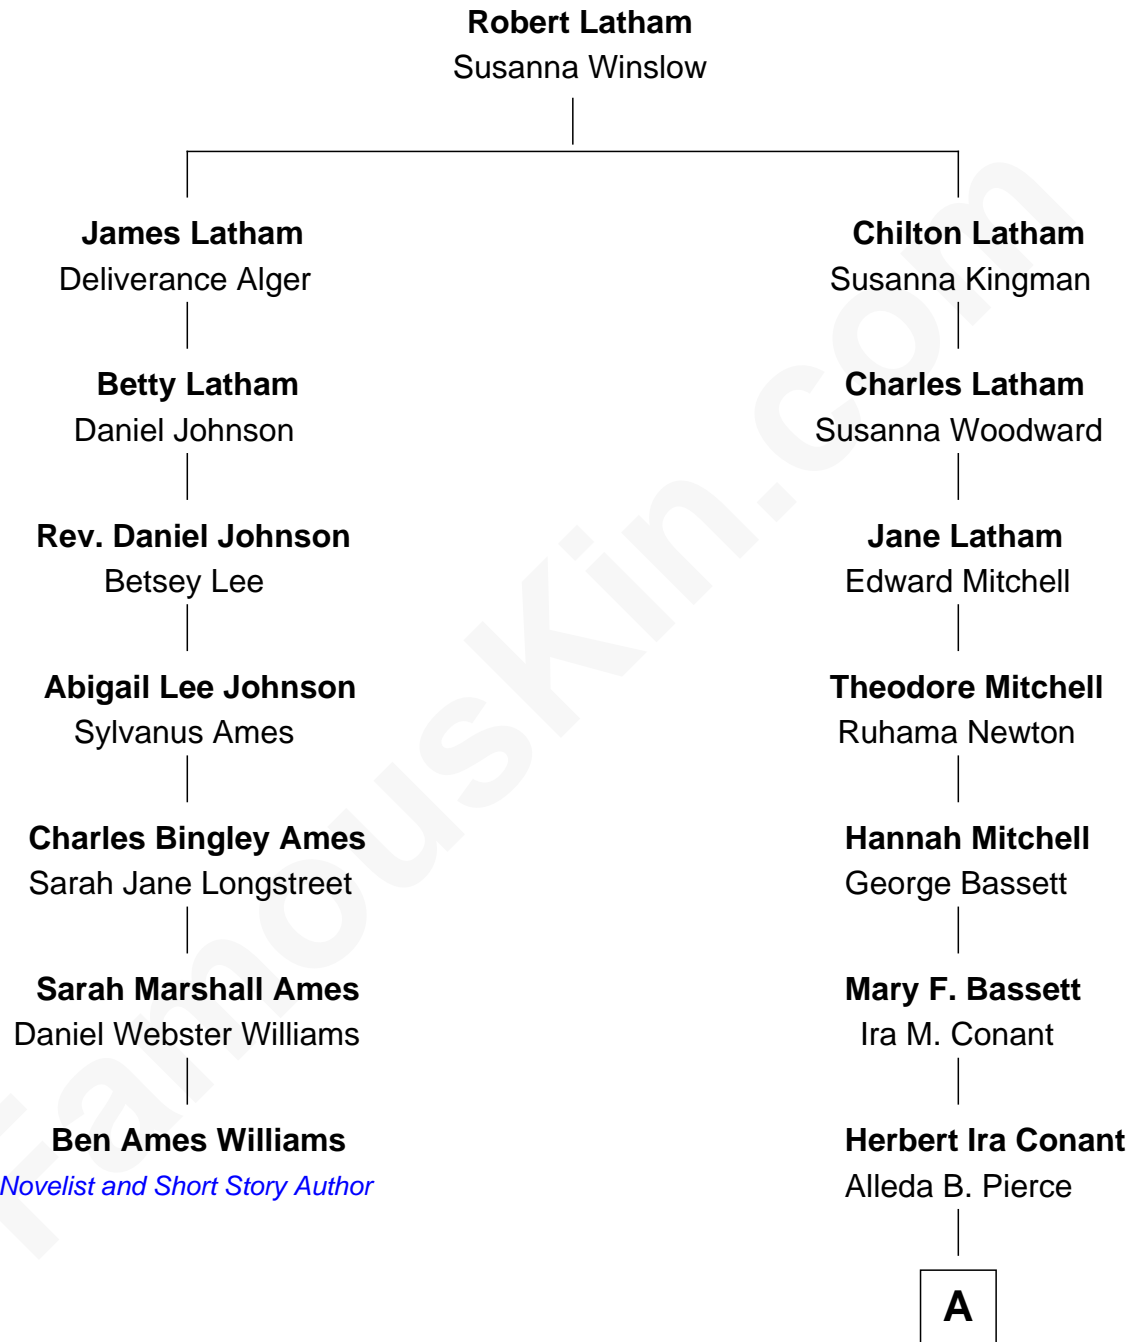 Robert Latham
Susanna Winslow
James Latham
Deliverance Alger
Chilton Latham
Susanna Kingman
Betty Latham
Daniel Johnson
Charles Latham
Susanna Woodward
Rev. Daniel Johnson
Betsey Lee
Jane Latham
Edward Mitchell
Abigail Lee Johnson
Sylvanus Ames
Theodore Mitchell
Ruhama Newton
Charles Bingley Ames
Sarah Jane Longstreet
Hannah Mitchell
George Bassett
Sarah Marshall Ames
Daniel Webster Williams
Mary F. Bassett
Ira M. Conant
Ben Ames Williams
Novelist and Short Story Author
Herbert Ira Conant
Alleda B. Pierce
A
FamousKin.com